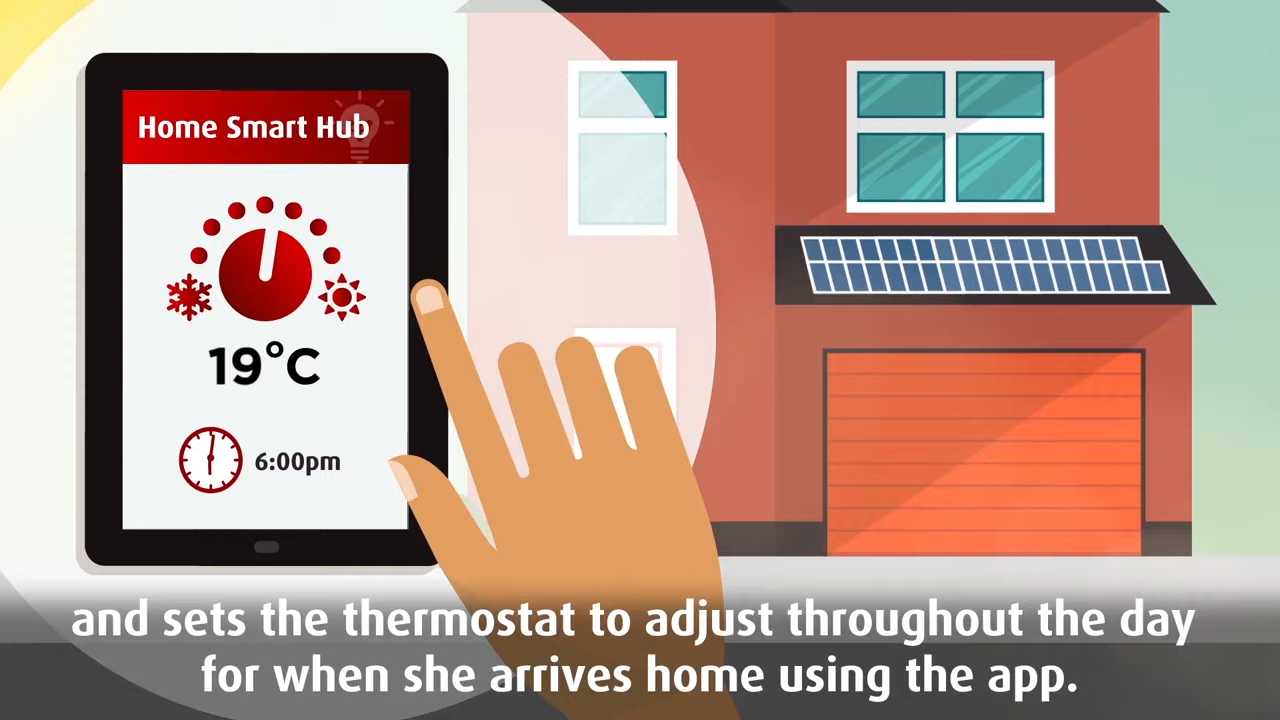 Home Smart Hub
19°C
6:00pm
and sets the thermostat to adjust throughout the day
for when she arrives home using the app.